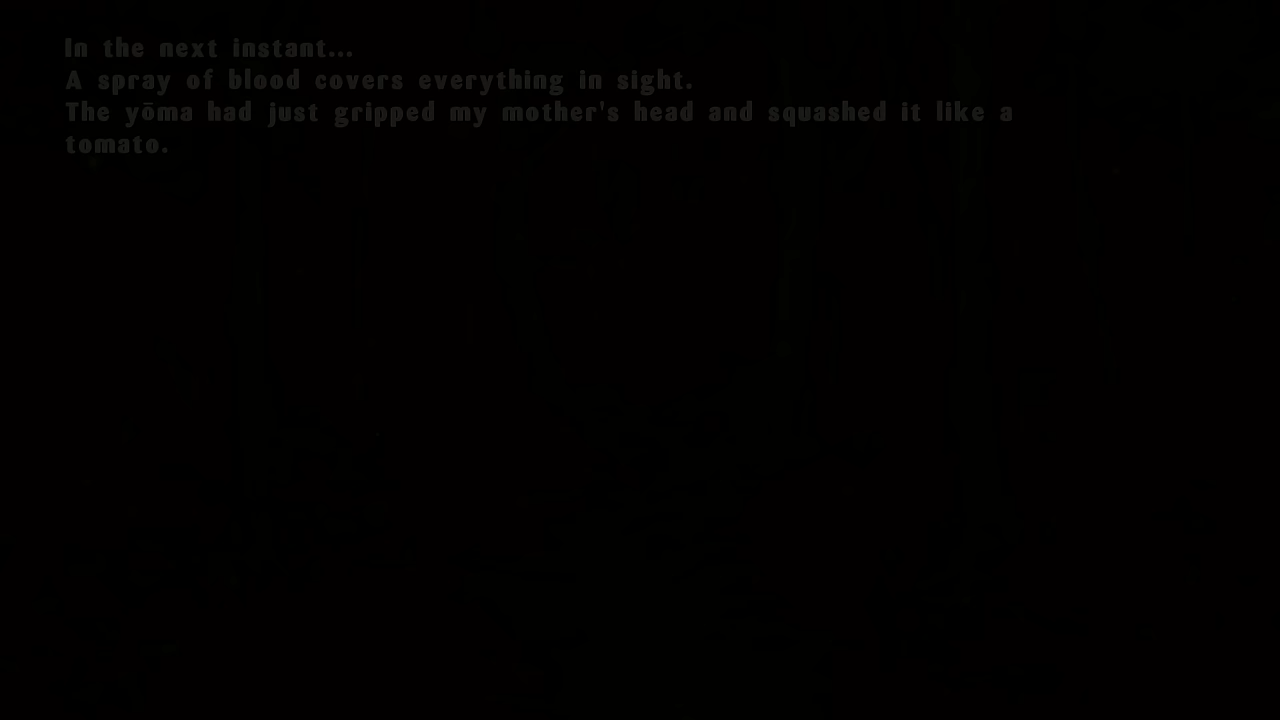 In the next instant...
A spray of blood covers everything in sight.
The yōma had just gripped my mother's head and squashed it like a
tomato.